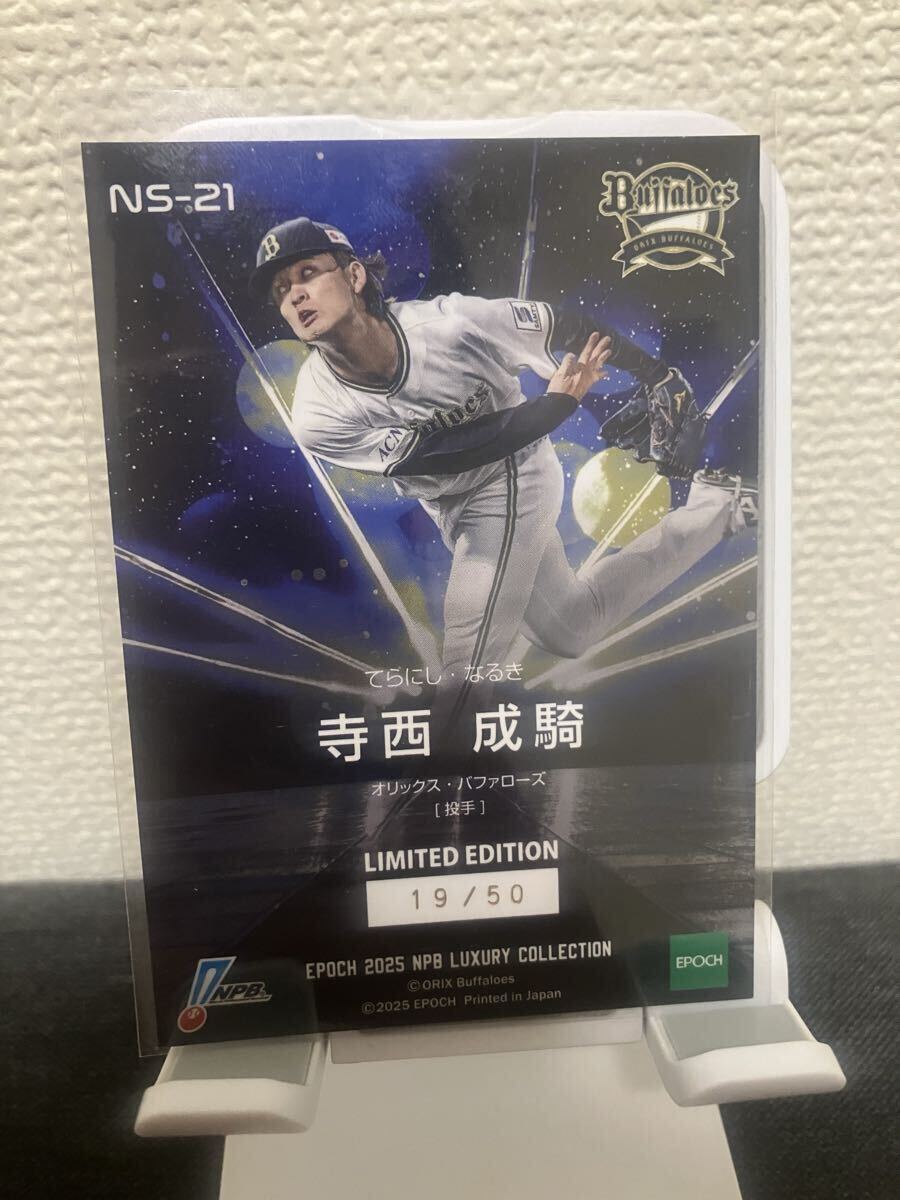 NS-21
Buffaloes
ORIX BUFFALOES
B
ACN
Buffaloes
てらにし・なるき
寺西 成騎
オリックス・バファローズ
[ 投手 ]
LIMITED EDITION
19/50
EPOCH 2025 NPB LUXURY COLLECTION
©ORIX Buffaloes
©2025 EPOCH Printed in Japan
NPB
EPOCH